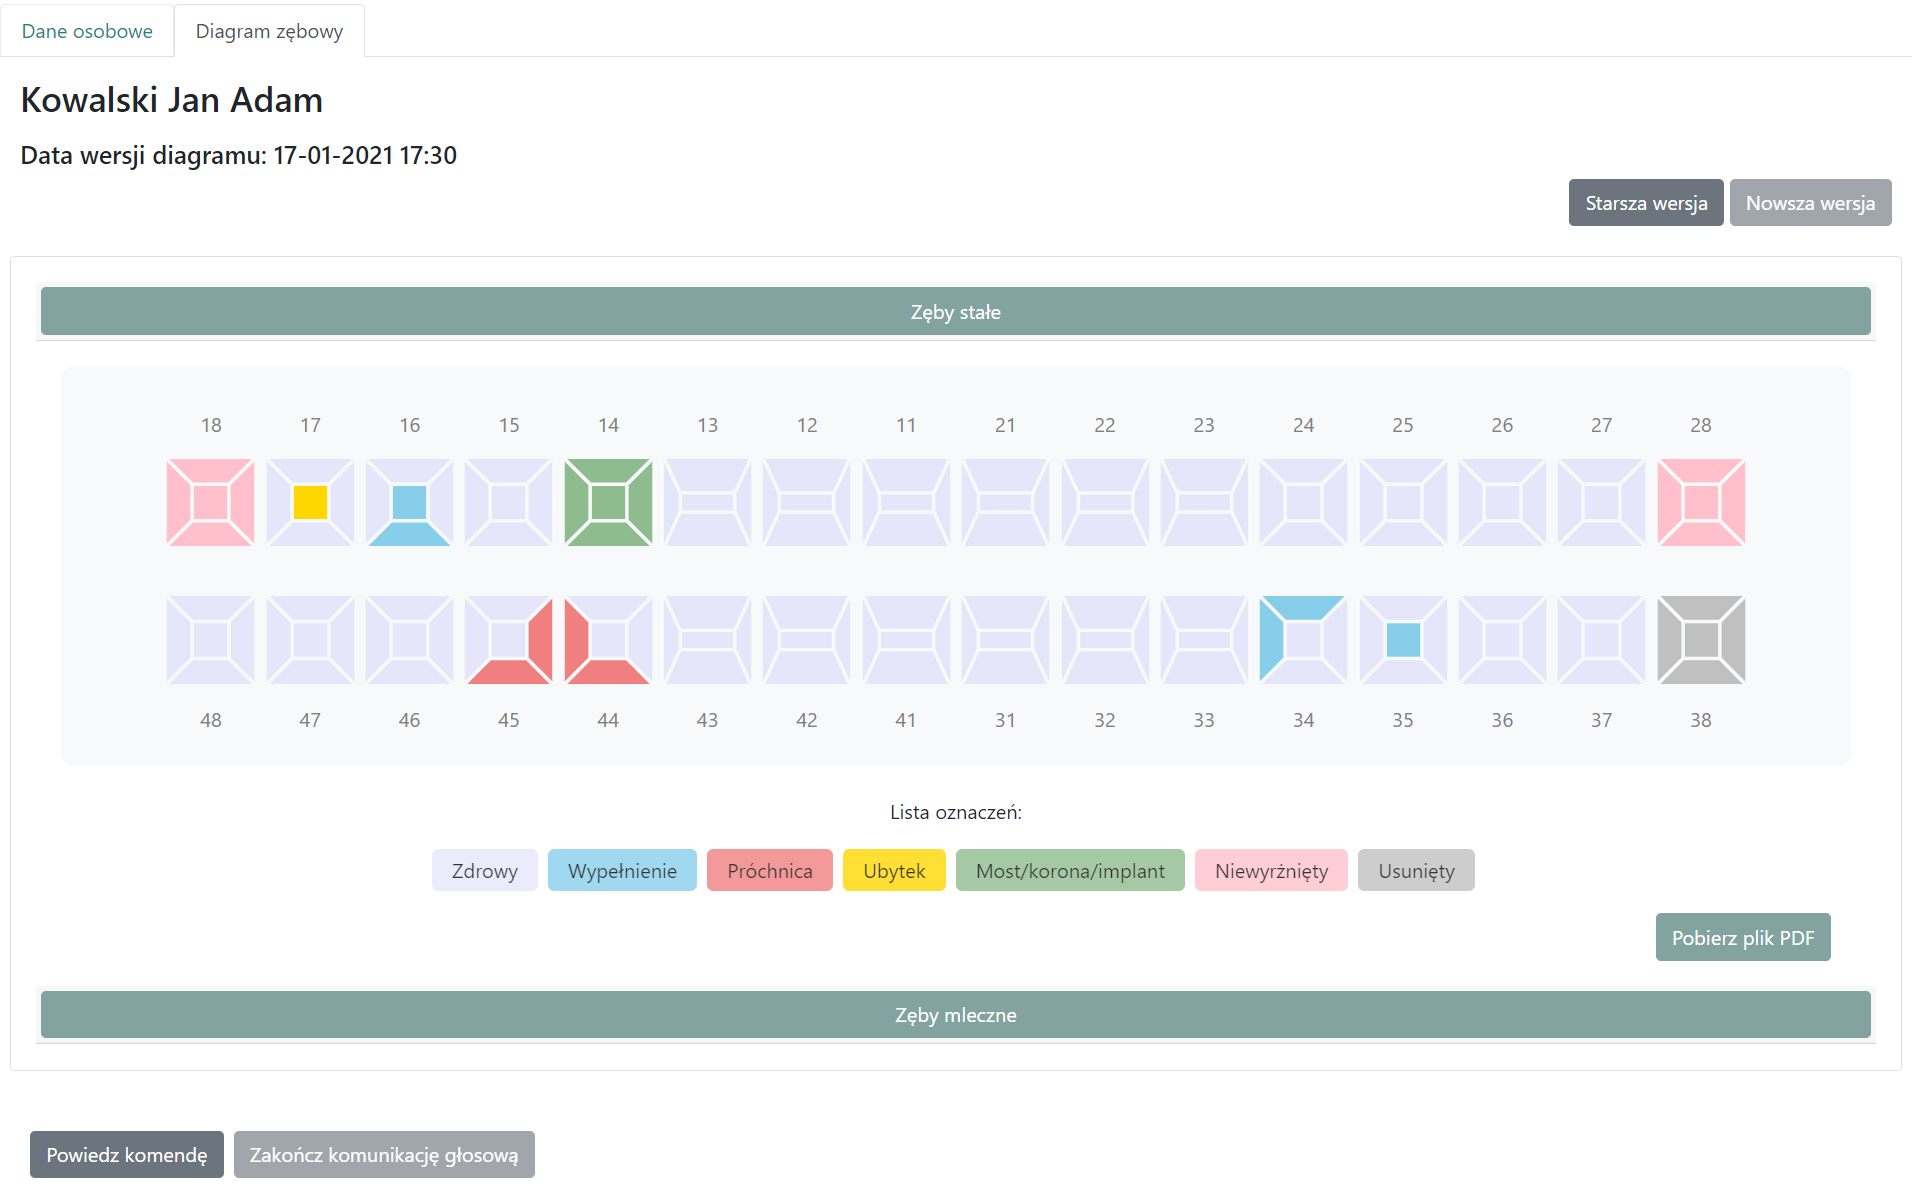 Dane osobowe Diagram zębowy
Kowalski Jan Adam
Data wersji diagramu: 17-01-2021 17:30
Starsza wersja Nowsza wersja
Zęby stałe
18 17 16 15 14 13 12 11 21 22 23 24 25 26 27 28
48 47 46 45 44 43 42 41 31 32 33 34 35 36 37 38
Lista oznaczeń:
Zdrowy Wypełnienie Próchnica Ubytek Most/korona/implant Niewyrżnięty Usunięty
Pobierz plik PDF
Zęby mleczne
Powiedz komendę Zakończ komunikację głosową